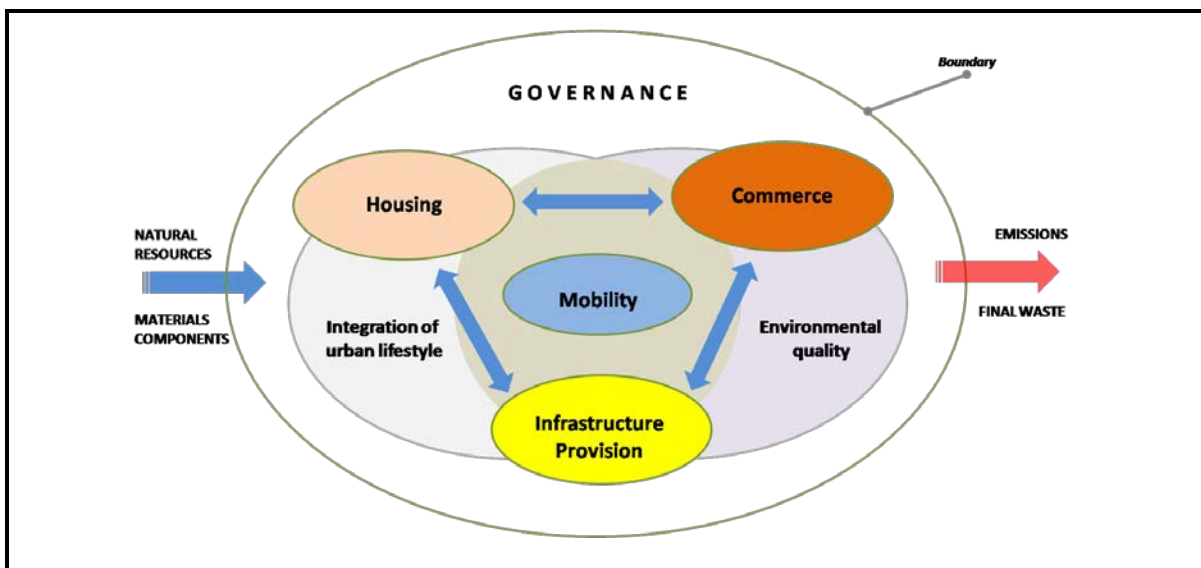 Boundary
GOVERNANCE
Housing
Commerce
NATURAL
RESOURCES
MATERIALS
COMPONENTS
EMISSIONS
FINAL WASTE
Mobility
Integration of
urban lifestyle
Environmental
quality
Infrastructure
Provision